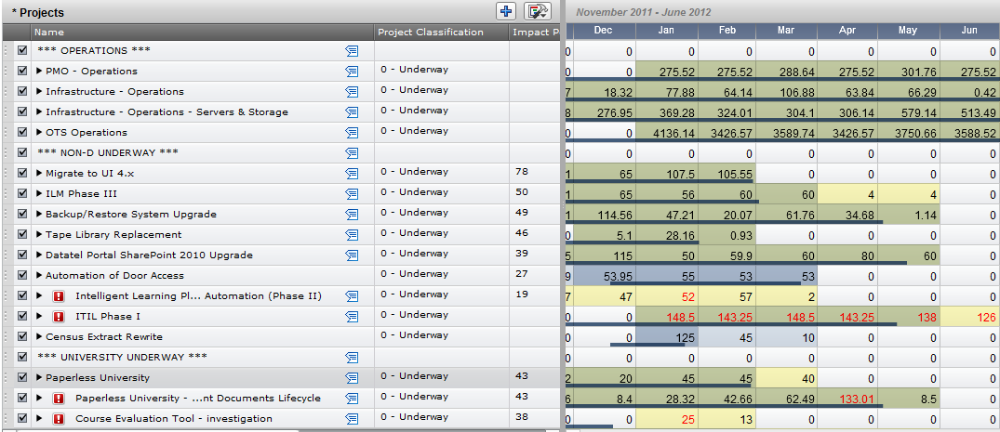 * Projects November 2011 - June 2012
Name Project Classification Impact P Dec Jan Feb Mar Apr May Jun
*** OPERATIONS *** 0 0 0 0 0 0 0 0
PMO - Operations 0 - Underway 0 0 275.52 275.52 288.64 275.52 301.76 275.52
Infrastructure - Operations 0 - Underway 7 18.32 77.88 64.14 106.88 63.84 66.29 0.42
Infrastructure - Operations - Servers & Storage 0 - Underway 8 276.95 369.28 324.01 304.1 306.14 579.14 513.49
OTS Operations 0 - Underway 0 0 4136.14 3426.57 3589.74 3426.57 3750.66 3588.52
*** NON-D UNDERWAY *** 0 0 0 0 0 0 0 0
Migrate to UI 4.x 0 - Underway 78 1 65 107.5 105.55 0 0 0 0
ILM Phase III 0 - Underway 50 1 65 56 60 60 4 4 0
Backup/Restore System Upgrade 0 - Underway 49 1 114.56 47.21 20.07 61.76 34.68 1.14 0
Tape Library Replacement 0 - Underway 46 0 5.1 28.16 0.93 0 0 0 0
Datatel Portal SharePoint 2010 Upgrade 0 - Underway 39 5 115 50 59.9 60 80 60 0
Automation of Door Access 0 - Underway 27 9 53.95 55 53 53 0 0 0
Intelligent Learning Pl... Automation (Phase II) 0 - Underway 19 7 47 52 57 2 0 0 0
ITIL Phase I 0 - Underway 0 0 148.5 143.25 148.5 143.25 138 126
Census Extract Rewrite 0 - Underway 0 0 125 45 10 0 0 0
*** UNIVERSITY UNDERWAY *** 0 0 0 0 0 0 0 0
Paperless University 0 - Underway 43 2 20 45 45 40 0 0 0
Paperless University - ...nt Documents Lifecycle 0 - Underway 43 6 8.4 28.32 42.66 62.49 133.01 8.5 0
Course Evaluation Tool - investigation 0 - Underway 38 0 0 25 13 0 0 0 0